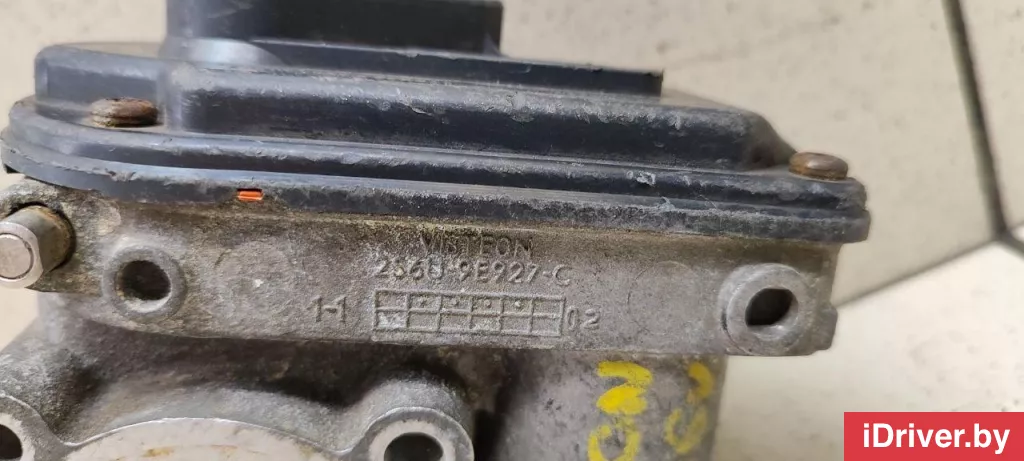 VISTEON
2S6U 9E927-C
1-1
02
iDriver.by